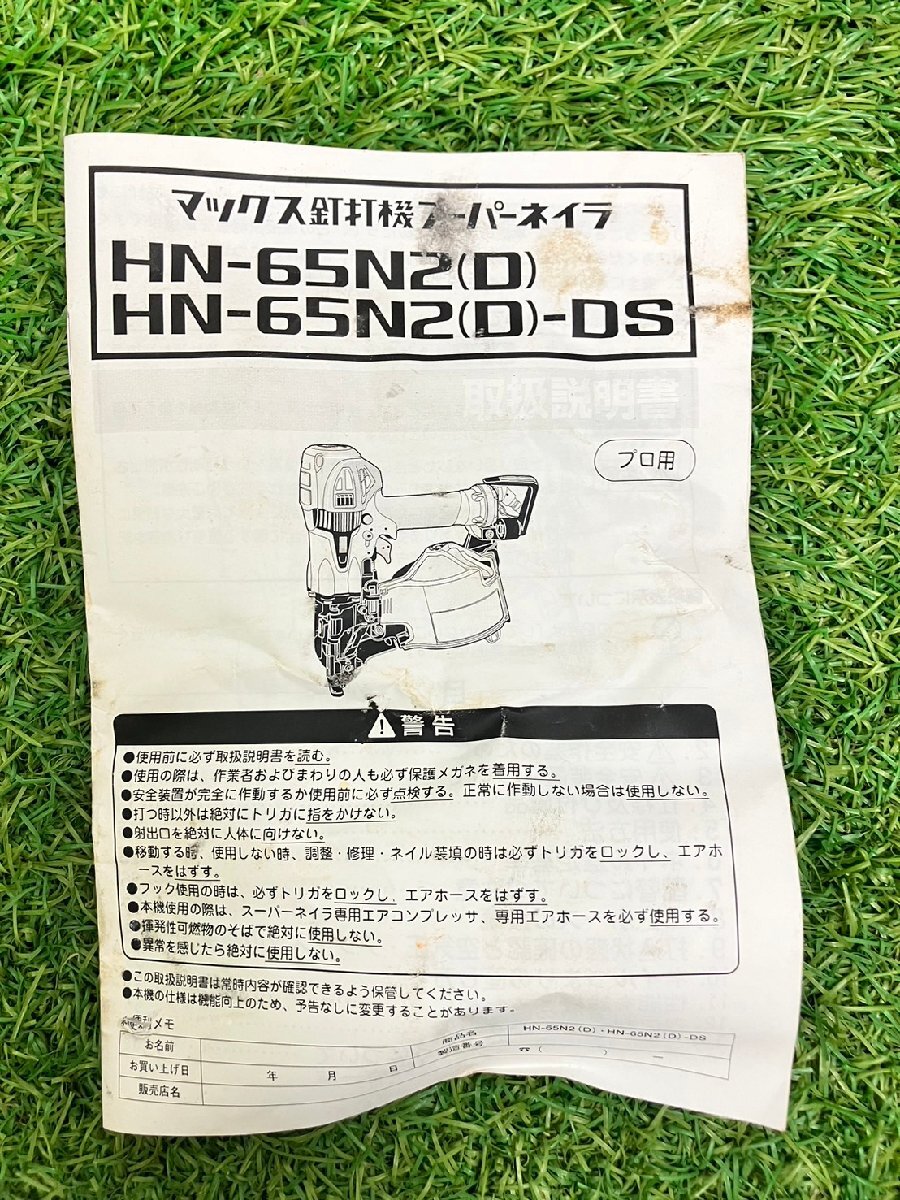 マックス釘打機スーパーネイラ
HN-65N2(D)
HN-65N2(D)-DS
取扱説明書
プロ用
警告
●使用前に必ず取扱説明書を読む。
●使用の際は、作業者およびまわりの人も必ず保護メガネを着用する。
●安全装置が完全に作動するか使用前に必ず点検する。正常に作動しない場合は使用しない。
●打つ時以外は絶対にトリガに指をかけない。
●射出口を絶対に人体に向けない。
●移動する時、使用しない時、調整・修理・ネイル装填の時は必ずトリガをロックし、エアホ
ースをはずす。
●フック使用の時は、必ずトリガをロックし、エアホースをはずす。
●本機使用の際は、スーパーネイラ専用エアコンプレッサ、専用エアホースを必ず使用する。
●揮発性可燃物のそばで絶対に使用しない。
●異常を感じたら絶対に使用しない。
●この取扱説明書は常時内容が確認できるよう保管してください。
●本機の仕様は機能向上のため、予告なしに変更することがあります。
メモ
お名前 商品名 HN-65N2(D)・HN-65N2(D)-DS
お買い上げ日 年 月 日 製造番号
販売店名 ☎( ) ー